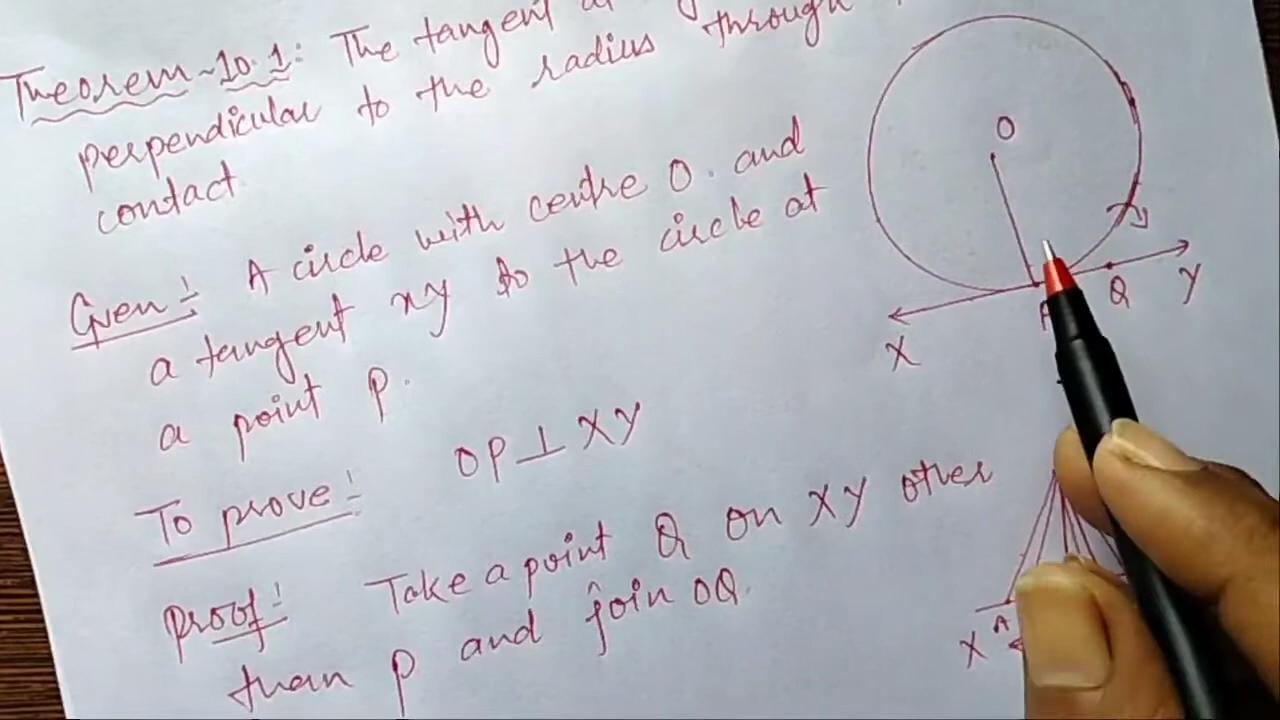 Theorem-10.1: The tangent
perpendicular to the radius through
contact
Given:- A circle with centre O. and
a tangent xy to the circle at
a point P.
To prove:- OP⊥XY
Proof:- Take a point Q on XY other
than P and join OQ.
O
Q
Y
X
A
X